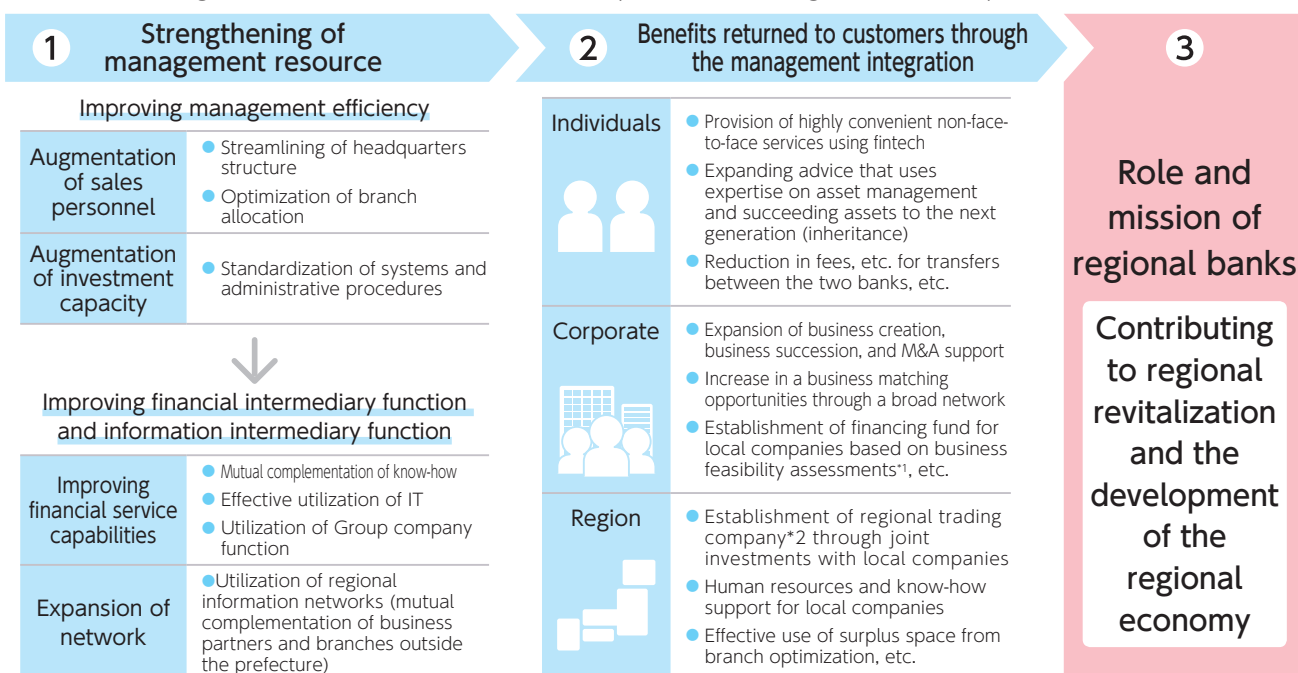 1
Strengthening of
management resource
Improving management efficiency
Augmentation
of sales
personnel
● Streamlining of headquarters
structure
● Optimization of branch
allocation
Augmentation
of investment
capacity
● Standardization of systems and
administrative procedures
Improving financial intermediary function
and information intermediary function
Improving
financial service
capabilities
● Mutual complementation of know-how
● Effective utilization of IT
● Utilization of Group company
function
Expansion of
network
●Utilization of regional
information networks (mutual
complementation of business
partners and branches outside
the prefecture)
2
Benefits returned to customers through
the management integration
Individuals
● Provision of highly convenient non-face-
to-face services using fintech
● Expanding advice that uses
expertise on asset management
and succeeding assets to the next
generation (inheritance)
● Reduction in fees, etc. for transfers
between the two banks, etc.
Corporate
● Expansion of business creation,
business succession, and M&A support
● Increase in a business matching
opportunities through a broad network
● Establishment of financing fund for
local companies based on business
feasibility assessments*1, etc.
Region
● Establishment of regional trading
company*2 through joint
investments with local companies
● Human resources and know-how
support for local companies
● Effective use of surplus space from
branch optimization, etc.
3
Role and
mission of
regional banks
Contributing
to regional
revitalization
and the
development
of the
regional
economy